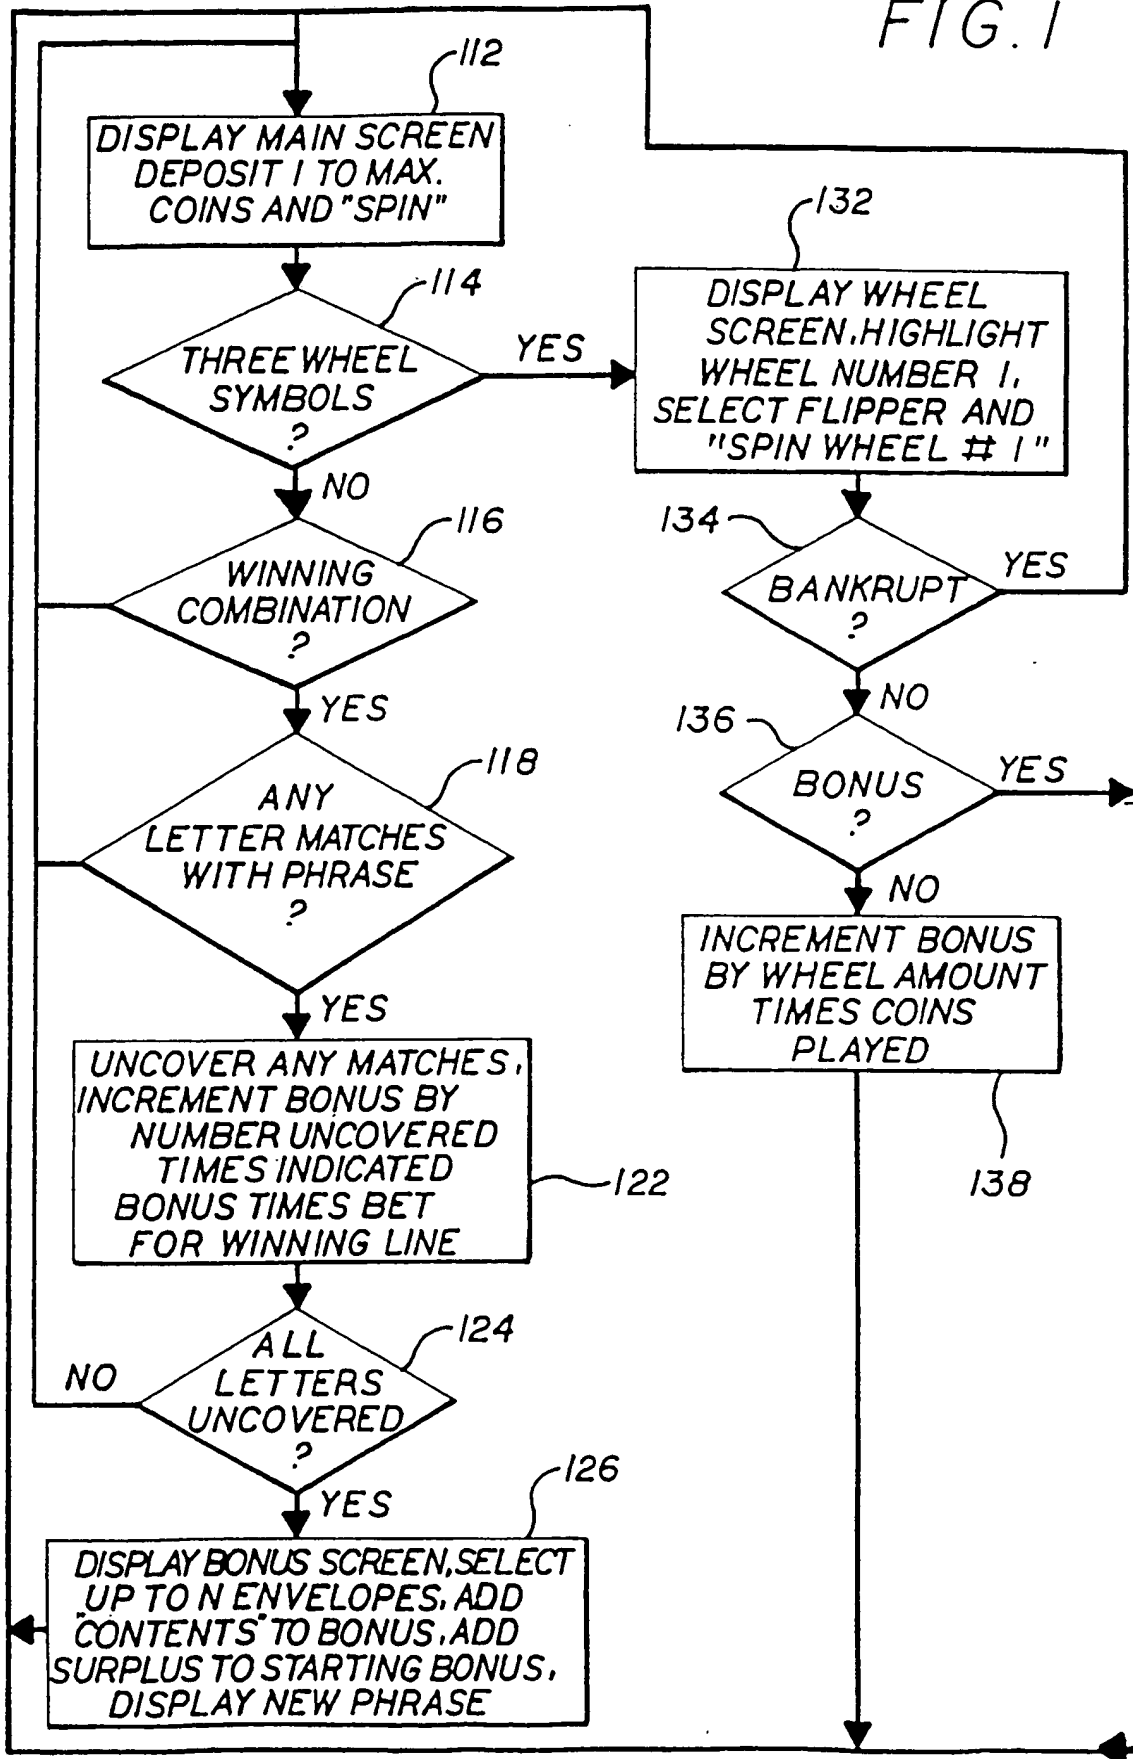 FIG. 1
112
DISPLAY MAIN SCREEN
DEPOSIT 1 TO MAX.
COINS AND "SPIN"
114
THREE WHEEL
SYMBOLS
?
YES
NO
116
WINNING
COMBINATION
?
YES
118
ANY
LETTER MATCHES
WITH PHRASE
?
YES
UNCOVER ANY MATCHES,
INCREMENT BONUS BY
NUMBER UNCOVERED
TIMES INDICATED
BONUS TIMES BET
FOR WINNING LINE
122
124
ALL
LETTERS
UNCOVERED
?
NO
YES
126
DISPLAY BONUS SCREEN, SELECT
UP TO N ENVELOPES, ADD
"CONTENTS" TO BONUS, ADD
SURPLUS TO STARTING BONUS,
DISPLAY NEW PHRASE
132
DISPLAY WHEEL
SCREEN, HIGHLIGHT
WHEEL NUMBER 1,
SELECT FLIPPER AND
"SPIN WHEEL # 1"
134
BANKRUPT
?
YES
NO
136
BONUS
?
YES
NO
INCREMENT BONUS
BY WHEEL AMOUNT
TIMES COINS
PLAYED
138